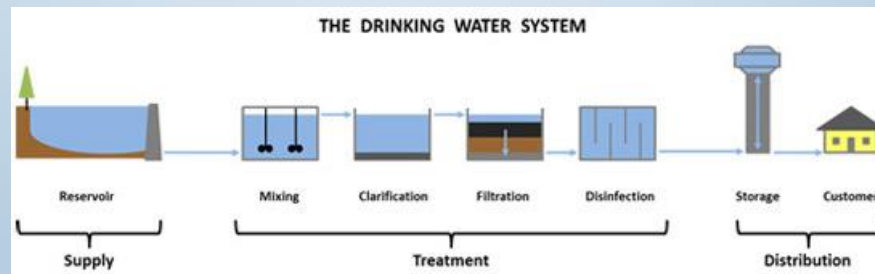 THE DRINKING WATER SYSTEM
Reservoir Mixing Clarification Filtration Disinfection Storage Customer
Supply Treatment Distribution